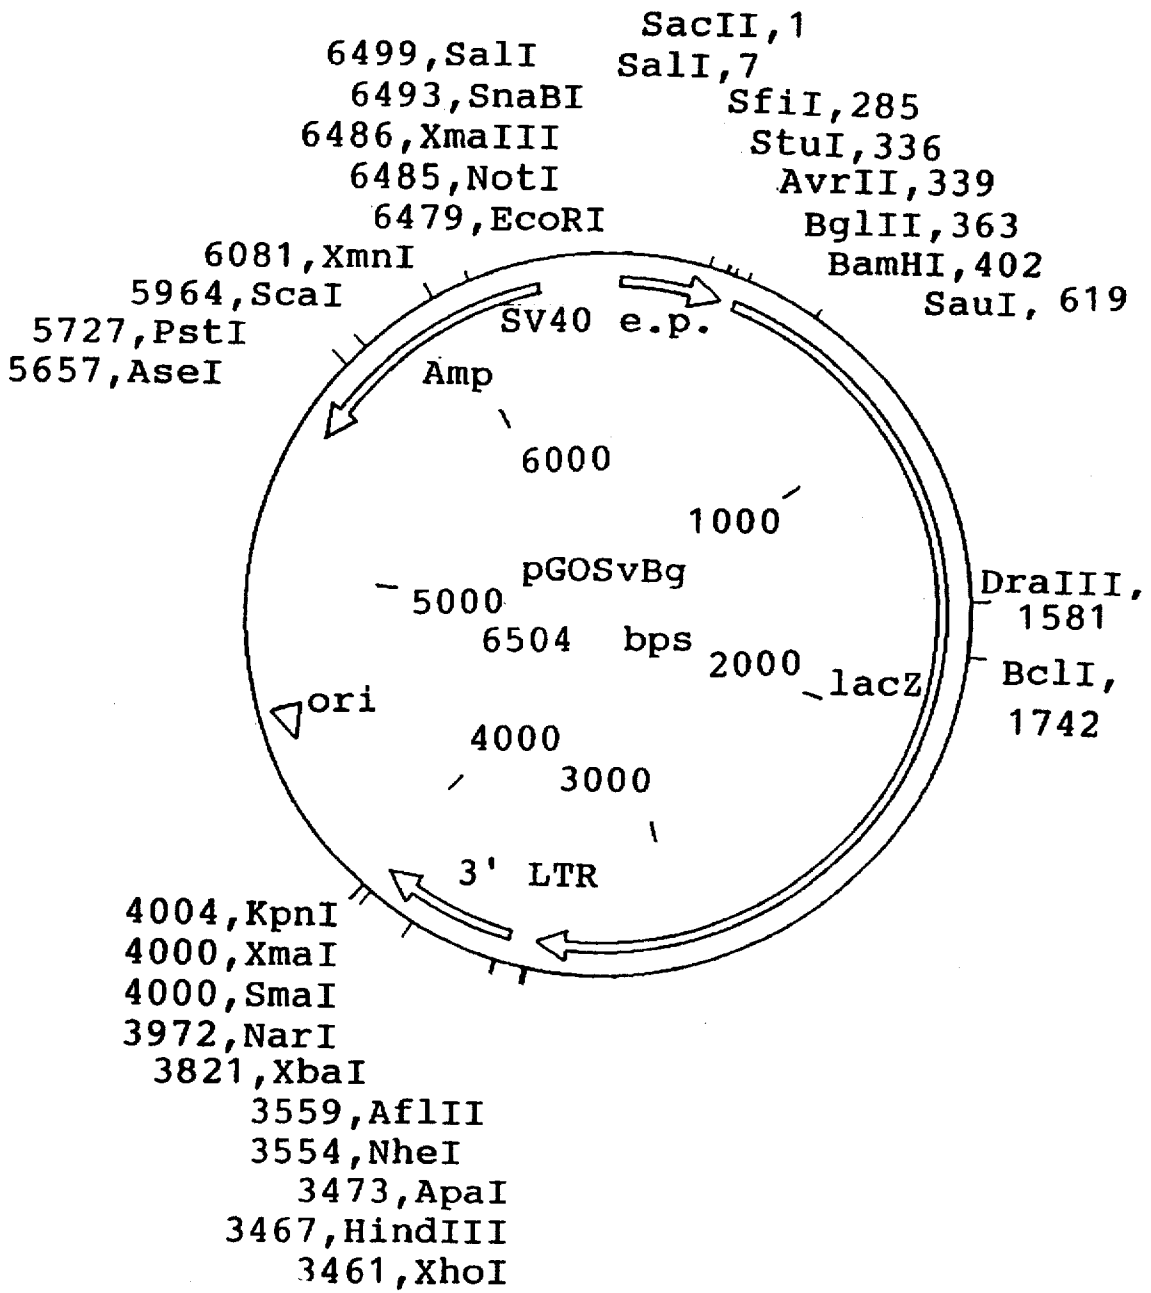 SacII,1
6499,SalI
SalI,7
6493,SnaBI
SfiI,285
6486,XmaIII
StuI,336
6485,NotI
AvrII,339
6479,EcoRI
BglII,363
6081,XmnI
BamHI,402
5964,ScaI
SauI, 619
5727,PstI
SV40 e.p.
5657,AseI
Amp
6000
1000
pGOSvBg
DraIII,
1581
5000
6504 bps
2000
lacZ
BclI,
1742
ori
4000
3000
3' LTR
4004,KpnI
4000,XmaI
4000,SmaI
3972,NarI
3821,XbaI
3559,AflII
3554,NheI
3473,ApaI
3467,HindIII
3461,XhoI